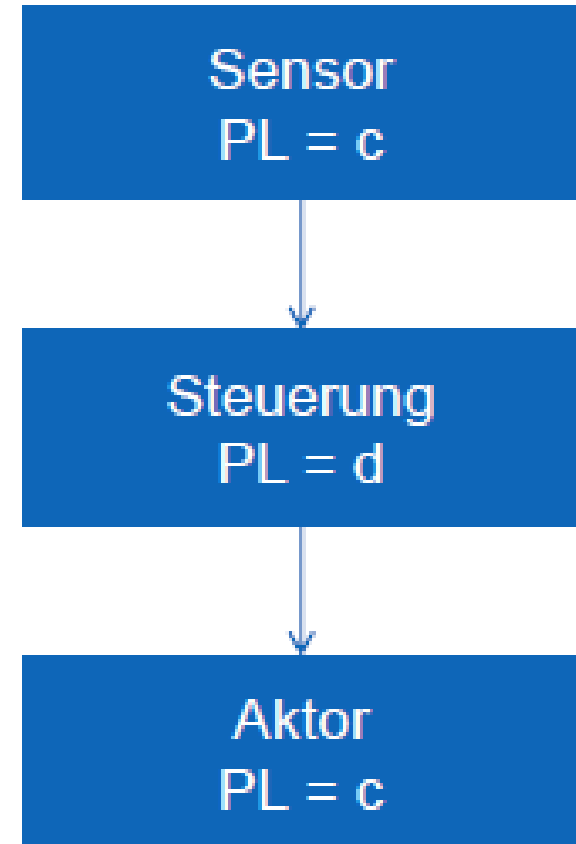 Sensor
PL = c
Steuerung
PL = d
Aktor
PL = c